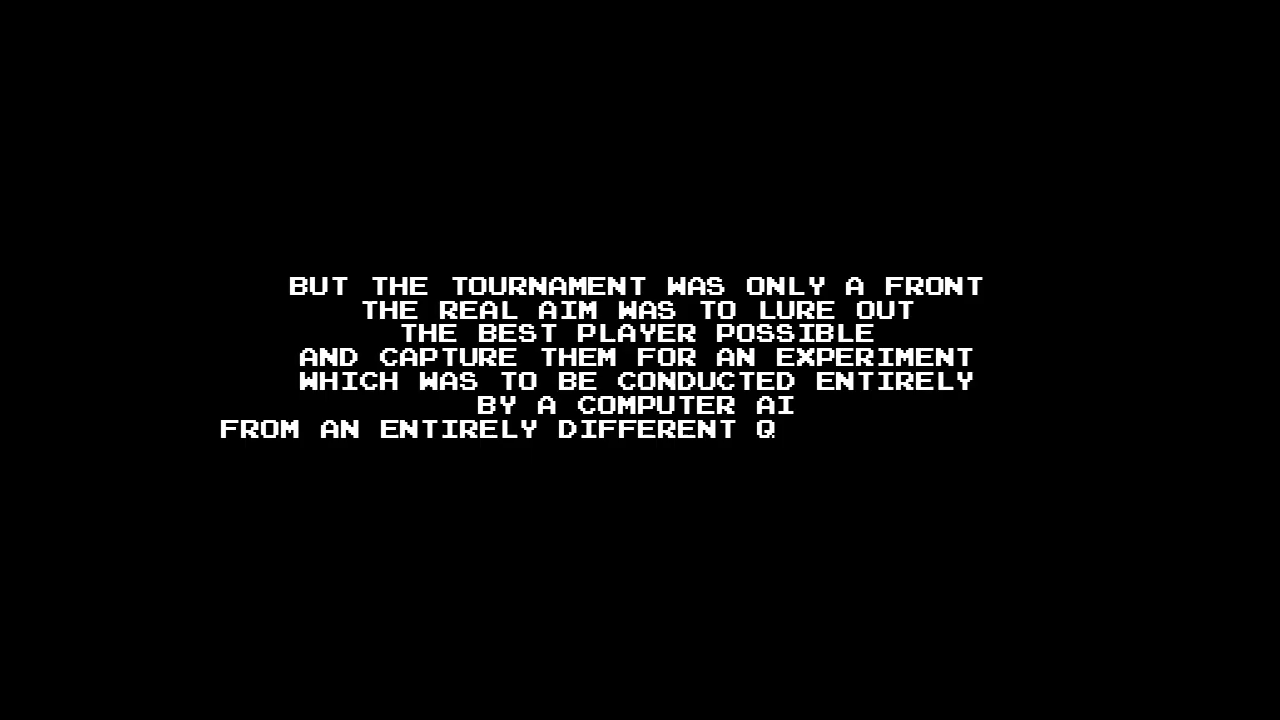 BUT THE TOURNAMENT WAS ONLY A FRONT
THE REAL AIM WAS TO LURE OUT
THE BEST PLAYER POSSIBLE
AND CAPTURE THEM FOR AN EXPERIMENT
WHICH WAS TO BE CONDUCTED ENTIRELY
BY A COMPUTER AI
FROM AN ENTIRELY DIFFERENT Q